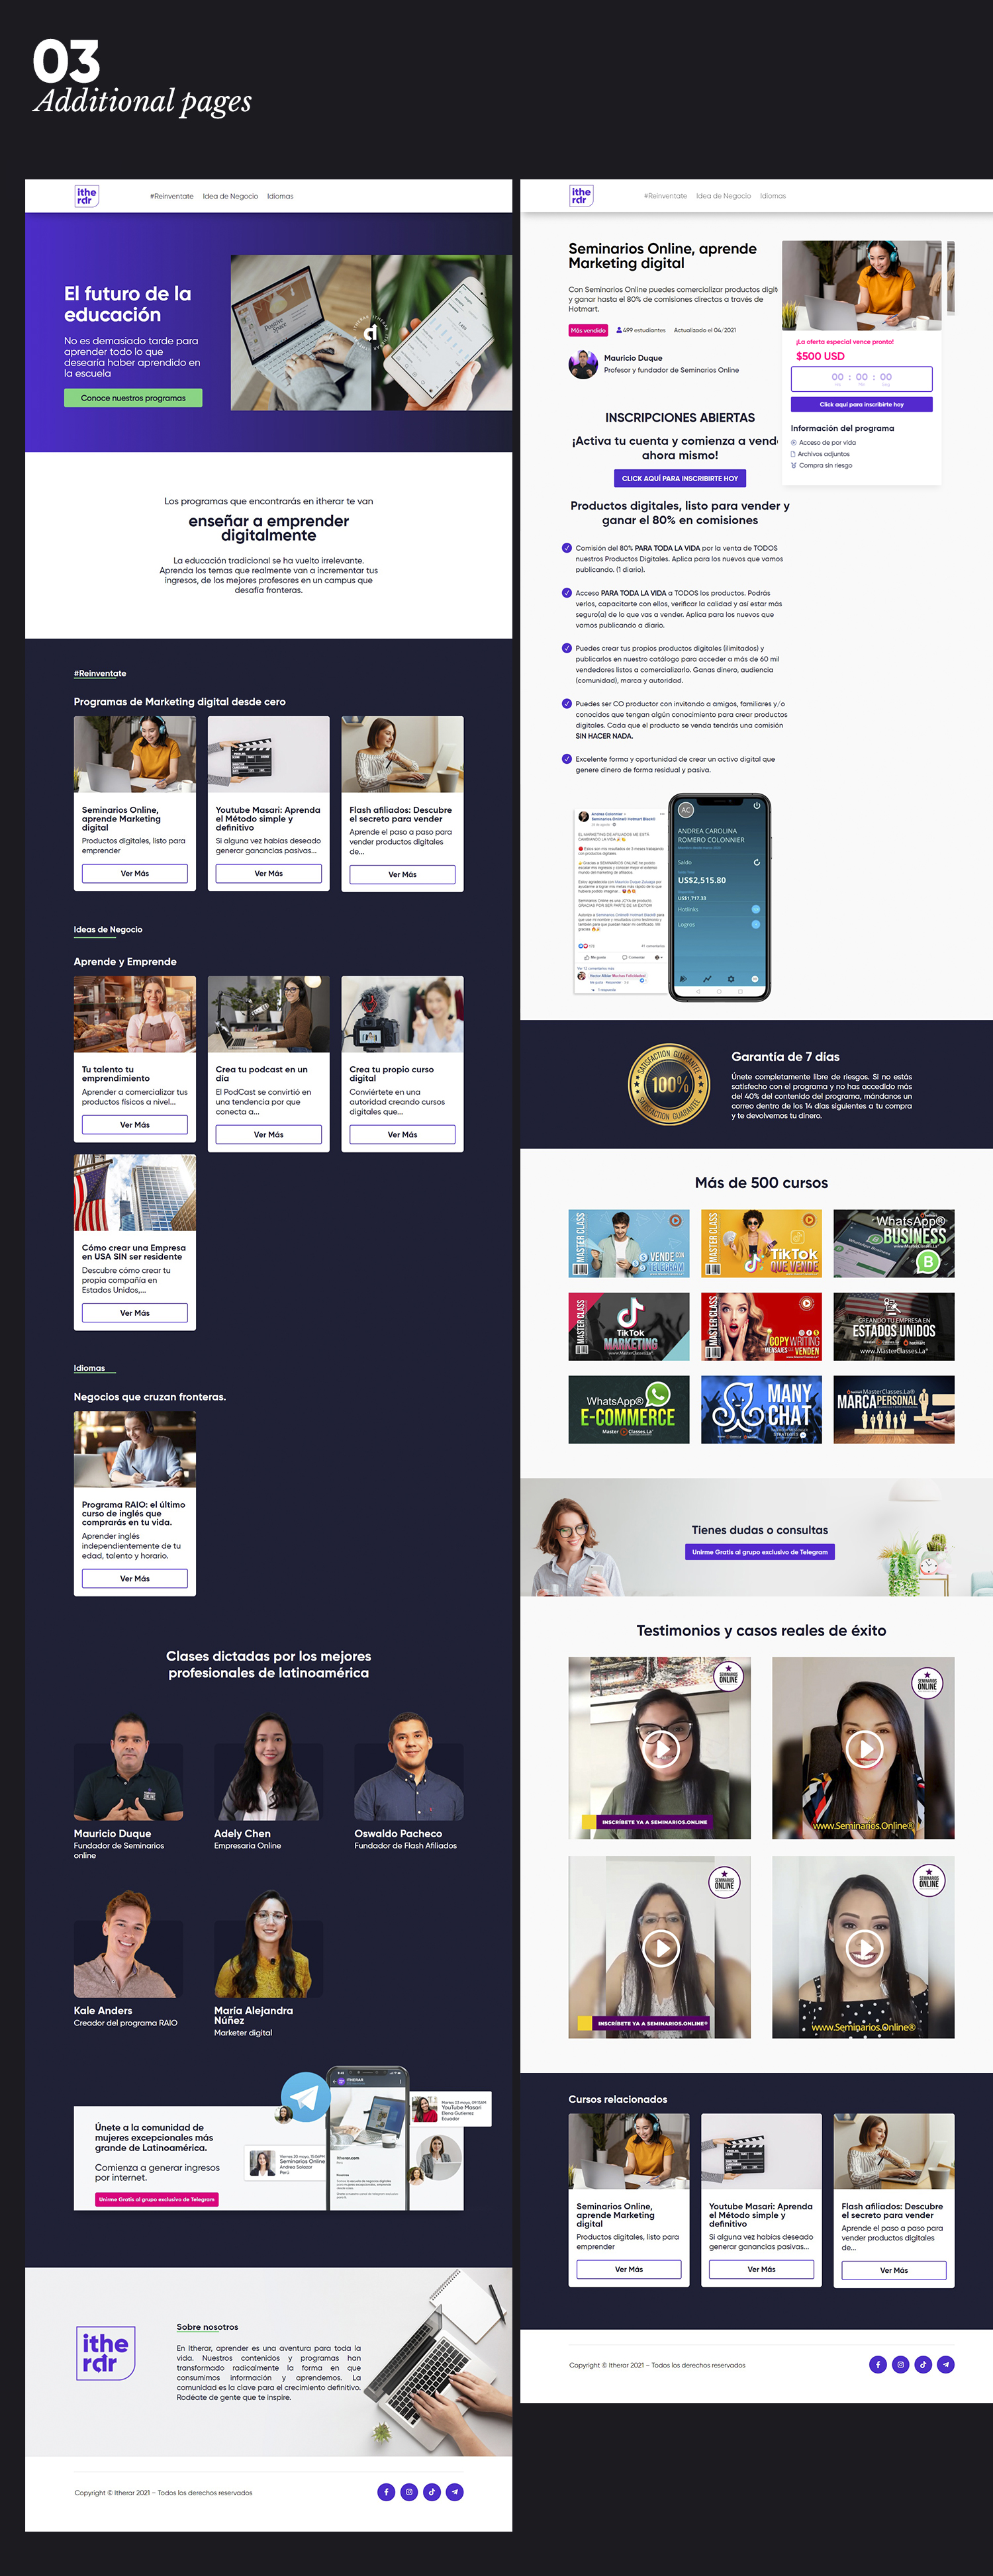 03
Additional pages
ithe
rdr
#Reinventate Idea de Negocio Idiomas
El futuro de la
educación
No es demasiado tarde para
aprender todo lo que
desearía haber aprendido en
la escuela
Conoce nuestros programas
Los programas que encontrarás en itherar te van
enseñar a emprender
digitalmente
La educación tradicional se ha vuelto irrelevante.
Aprenda los temas que realmente van a incrementar tus
ingresos, de los mejores profesores en un campus que
desafía fronteras.
#Reinventate
Programas de Marketing digital desde cero
Seminarios Online,
aprende Marketing
digital
Productos digitales, listo para
emprender
Ver Más
Youtube Masari: Aprenda
el Método simple y
definitivo
Si alguna vez habías deseado
generar ganancias pasivas...
Ver Más
Flash afiliados: Descubre
el secreto para vender
Aprende el paso a paso para
vender productos digitales
de...
Ver Más
Ideas de Negocio
Aprende y Emprende
Tu talento tu
emprendimiento
Aprender a comercializar tus
productos físicos a nivel...
Ver Más
Crea tu podcast en un
día
El PodCast se convirtió en
una tendencia por que
conecta a...
Ver Más
Crea tu propio curso
digital
Conviértete en una
autoridad creando cursos
digitales que...
Ver Más
Cómo crear una Empresa
en USA SIN ser residente
Descubre cómo crear tu
propia compañía en
Estados Unidos,...
Ver Más
Idiomas
Negocios que cruzan fronteras.
Programa RAIO: el último
curso de inglés que
comprarás en tu vida.
Aprender inglés
independientemente de tu
edad, talento y horario.
Ver Más
Clases dictadas por los mejores
profesionales de latinoamérica
Mauricio Duque
Fundador de Seminarios
online
Adely Chen
Empresaria Online
Oswaldo Pacheco
Fundador de Flash Afiliados
Kale Anders
Creador del programa RAIO
María Alejandra
Núñez
Marketer digital
Únete a la comunidad de
mujeres excepcionales más
grande de Latinoamérica.
Comienza a generar ingresos
por internet.
Unirme Gratis al grupo exclusivo de Telegram
Seminarios Online
Andrea Salazar
Perú
YouTube Masari
Elena Gutieres
Ecuador
ithe
rdr
Sobre nosotros
En Itherar, aprender es una aventura para toda la
vida. Nuestros contenidos y programas han
transformado radicalmente la forma en que
consumimos información y aprendemos. La
comunidad es la clave para el crecimiento definitivo.
Rodéate de gente que te inspire.
Copyright © Itherar 2021 – Todos los derechos reservados
ithe
rdr
#Reinventate Idea de Negocio Idiomas
Seminarios Online, aprende
Marketing digital
Con Seminarios Online puedes comercializar productos digit
y ganar hasta el 80% de comisiones directas a través de
Hotmart.
Más vendido 499 estudiantes Actualizado el 04/2021
Mauricio Duque
Profesor y fundador de Seminarios Online
¡La oferta especial vence pronto!
$500 USD
00 : 00 : 00
Click aquí para inscribirte hoy
Información del programa
Acceso de por vida
Archivos adjuntos
Compra sin riesgo
INSCRIPCIONES ABIERTAS
¡Activa tu cuenta y comienza a vend
ahora mismo!
CLICK AQUÍ PARA INSCRIBIRTE HOY
Productos digitales, listo para vender y
ganar el 80% en comisiones
Comisión del 80% PARA TODA LA VIDA por la venta de TODOS
nuestros Productos Digitales. Aplica para los nuevos que vamos
publicando. (1 diario).
Acceso PARA TODA LA VIDA a TODOS los productos. Podrás
verlos, capacitarte con ellos, verificar la calidad y así estar más
seguro(a) de lo que vas a vender. Aplica para los nuevos que
vamos publicando a diario.
Puedes crear tus propios productos digitales (ilimitados) y
publicarlos en nuestro catálogo para acceder a más de 60 mil
vendedores listos a comercializarlo. Ganas dinero, audiencia
(comunidad), marca y autoridad.
Puedes ser CO productor con invitando a amigos, familiares y/o
conocidos que tengan algún conocimiento para crear productos
digitales. Cada que el producto se venda tendrás una comisión
SIN HACER NADA.
Excelente forma y oportunidad de crear un activo digital que
genere dinero de forma residual y pasiva.
AC
ANDREA CAROLINA
ROMERO COLONNIER
Saldo
US$2,515.80
US$1,717.33
Hotlinks
Logros
SATISFACTION GUARANTEE
100%
SATISFACTION GUARANTEE
Garantía de 7 días
Únete completamente libre de riesgos. Si no estás
satisfecho con el programa y no has accedido más
del 40% del contenido del programa, mándanos un
correo dentro de los 14 días siguientes a tu compra
y te devolvemos tu dinero.
Más de 500 cursos
MASTER CLASS
VENDE CON
TELEGRAM
MASTER CLASS
TikTok
QUE VENDE
WhatsApp®
BUSINESS
MASTER CLASS
TikTok
MARKETING
www.MasterClasses.La®
MASTER CLASS
COPYWRITING
MENSAJES QUE VENDEN
CREANDO TU EMPRESA EN
ESTADOS UNIDOS
www.MasterClasses.La®
WhatsApp®
E-COMMERCE
Master Classes.La®
MANY
CHAT
MasterClasses.La®
MARCA PERSONAL
Tienes dudas o consultas
Unirme Gratis al grupo exclusivo de Telegram
Testimonios y casos reales de éxito
SEMINARIOS
ONLINE
INSCRÍBETE YA A SEMINARIOS.ONLINE
SEMINARIOS
ONLINE
www.Seminarios.Online®
SEMINARIOS
ONLINE
INSCRÍBETE YA A SEMINARIOS.ONLINE®
SEMINARIOS
ONLINE
www.Seminarios.Online®
Cursos relacionados
Seminarios Online,
aprende Marketing
digital
Productos digitales, listo para
emprender
Ver Más
Youtube Masari: Aprenda
el Método simple y
definitivo
Si alguna vez habías deseado
generar ganancias pasivas...
Ver Más
Flash afiliados: Descubre
el secreto para vender
Aprende el paso a paso para
vender productos digitales
de...
Ver Más
Copyright © Itherar 2021 – Todos los derechos reservados